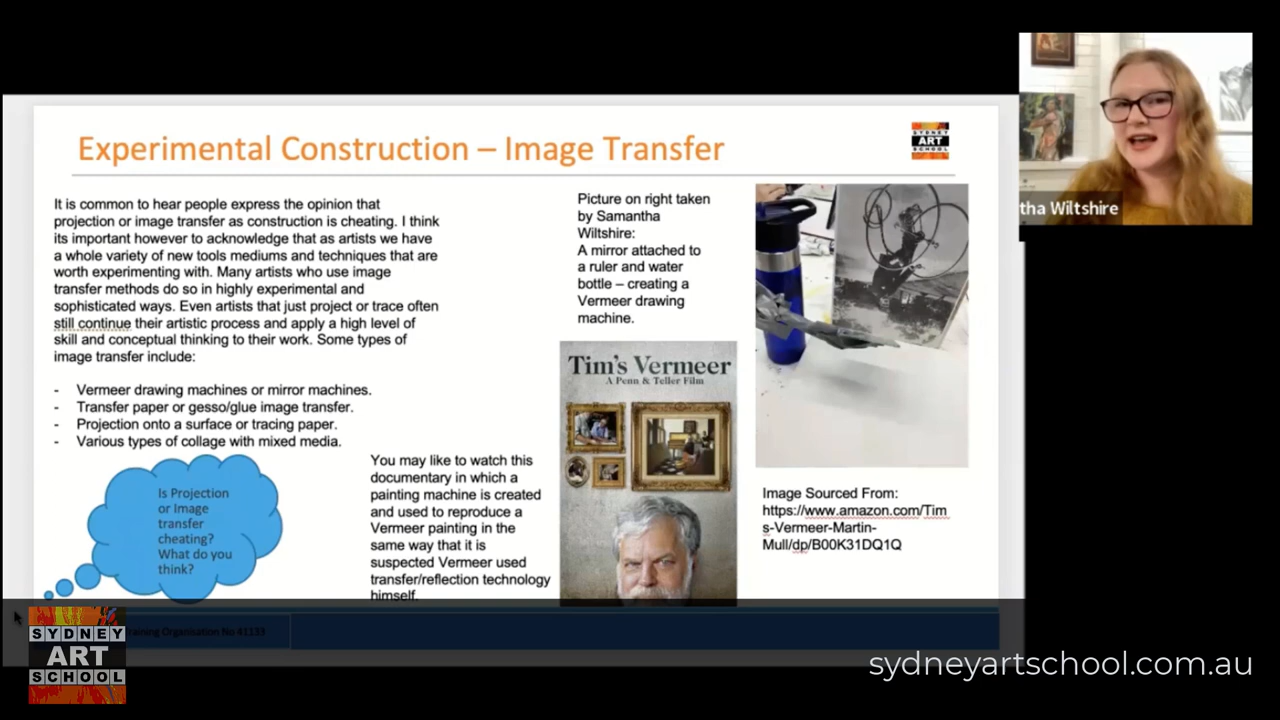 Experimental Construction – Image Transfer
SYDNEY
ART
SCHOOL
It is common to hear people express the opinion that
projection or image transfer as construction is cheating. I think
its important however to acknowledge that as artists we have
a whole variety of new tools mediums and techniques that are
worth experimenting with. Many artists who use image
transfer methods do so in highly experimental and
sophisticated ways. Even artists that just project or trace often
still continue their artistic process and apply a high level of
skill and conceptual thinking to their work. Some types of
image transfer include:
- Vermeer drawing machines or mirror machines.
- Transfer paper or gesso/glue image transfer.
- Projection onto a surface or tracing paper.
- Various types of collage with mixed media.
Is Projection
or Image
transfer
cheating?
What do you
think?
You may like to watch this
documentary in which a
painting machine is created
and used to reproduce a
Vermeer painting in the
same way that it is
suspected Vermeer used
transfer/reflection technology
himself.
Picture on right taken
by Samantha
Wiltshire:
A mirror attached to
a ruler and water
bottle – creating a
Vermeer drawing
machine.
Tim's Vermeer
A Penn & Teller Film
Image Sourced From:
https://www.amazon.com/Tim
s-Vermeer-Martin-
Mull/dp/B00K31DQ1Q
tha Wiltshire
Training Organisation No 41133
SYDNEY
ART
SCHOOL
sydneyartschool.com.au